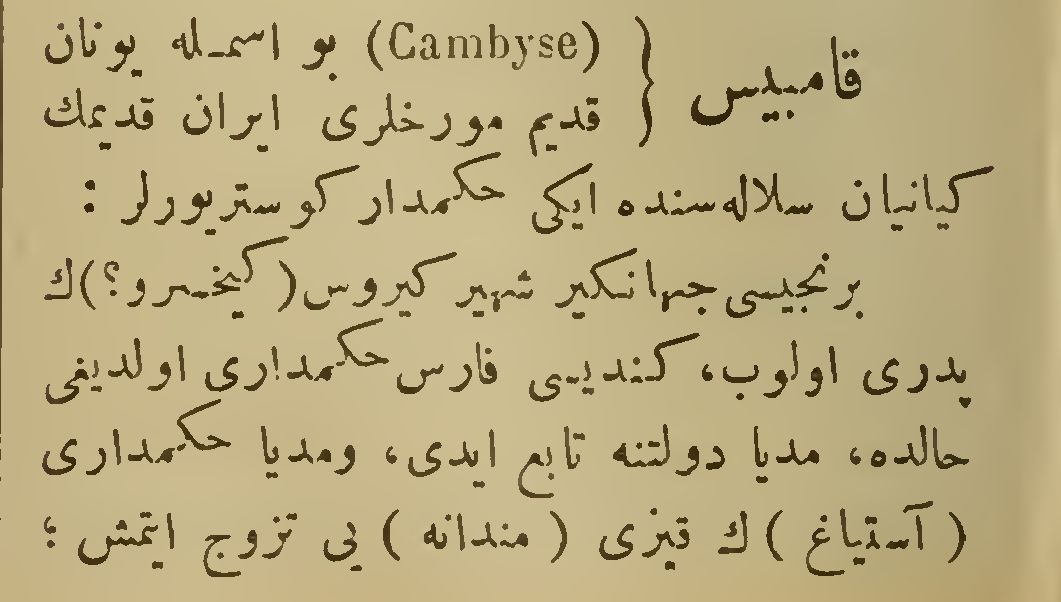 قامبیس } (Cambyse) بو اسمـله یونان
قدیم مورخلری ایران قدیمك
کیانیان سلاله‌سنده ایکی حکمدار کوستریورلر :
برنجیسی جهانکیر شهیر کیروس (کیخسرو؟)ك
پدری اولوب، کندیسی فارس حکمداری اولدیغی
حالده، مدیا دولتنه تابع ایدی، ومدیا حکمداری
( آستیاغ ) ك قیزی ( مندانه ) یی تزوج ایتمش ؛